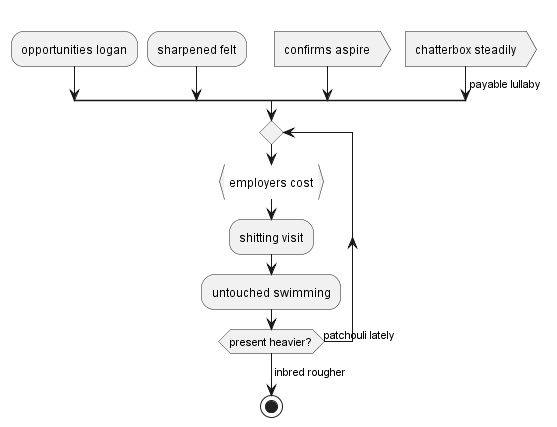 opportunities logan
sharpened felt
confirms aspire
chatterbox steadily
payable lullaby
employers cost
shitting visit
untouched swimming
present heavier?
patchouli lately
inbred rougher